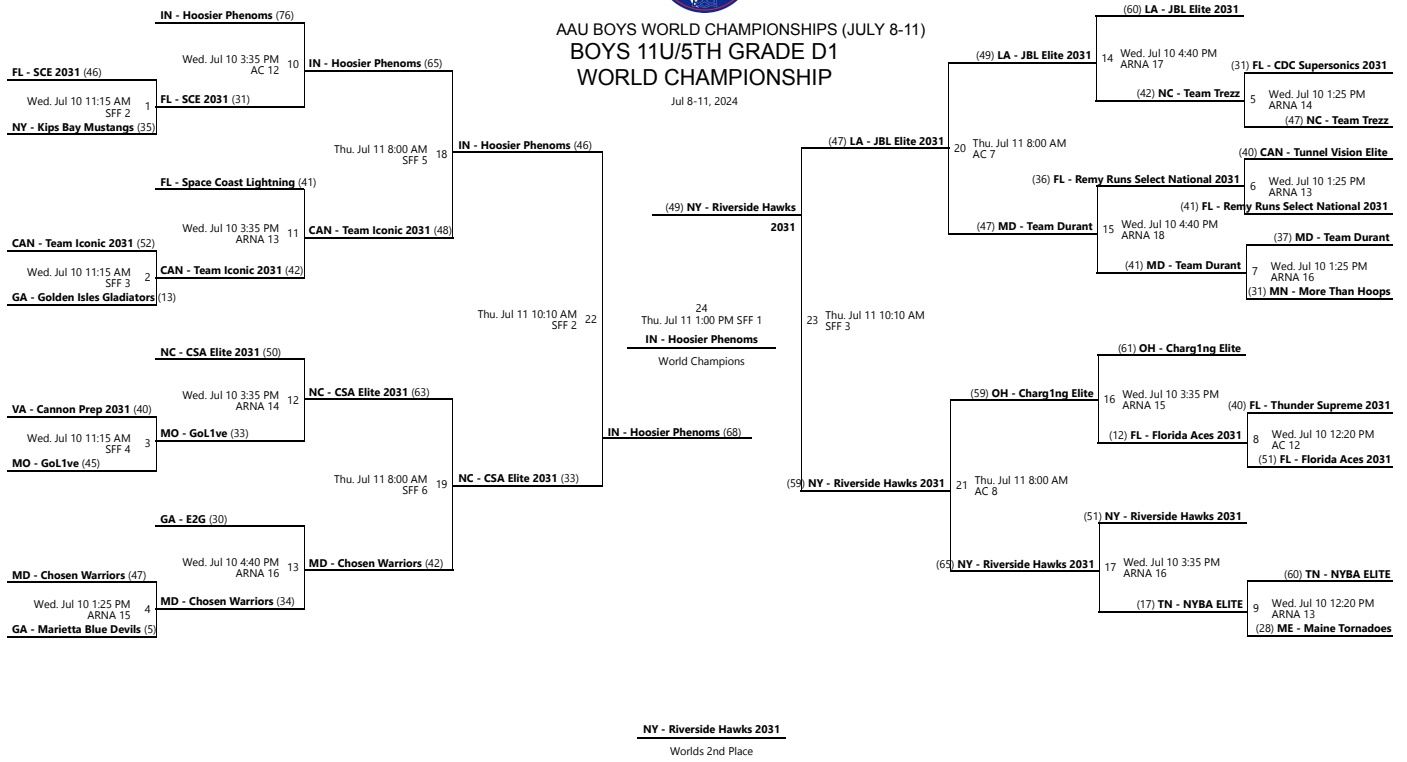 AAU BOYS WORLD CHAMPIONSHIPS (JULY 8-11)
BOYS 11U/5TH GRADE D1
WORLD CHAMPIONSHIP
Jul 8-11, 2024
IN - Hoosier Phenoms (76)
Wed. Jul 10 3:35 PM
AC 12
10
IN - Hoosier Phenoms (65)
FL - SCE 2031 (46)
Wed. Jul 10 11:15 AM
SFF 2
1
FL - SCE 2031 (31)
NY - Kips Bay Mustangs (35)
Thu. Jul 11 8:00 AM
SFF 5
18
IN - Hoosier Phenoms (46)
FL - Space Coast Lightning (41)
Wed. Jul 10 3:35 PM
ARNA 13
11
CAN - Team Iconic 2031 (48)
CAN - Team Iconic 2031 (52)
Wed. Jul 10 11:15 AM
SFF 3
2
CAN - Team Iconic 2031 (42)
GA - Golden Isles Gladiators (13)
Thu. Jul 11 10:10 AM
SFF 2
22
NC - CSA Elite 2031 (50)
Wed. Jul 10 3:35 PM
ARNA 14
12
NC - CSA Elite 2031 (63)
VA - Cannon Prep 2031 (40)
Wed. Jul 10 11:15 AM
SFF 4
3
MO - GoL1ve (33)
MO - GoL1ve (45)
IN - Hoosier Phenoms (68)
Thu. Jul 11 8:00 AM
SFF 6
19
NC - CSA Elite 2031 (33)
GA - E2G (30)
Wed. Jul 10 4:40 PM
ARNA 16
13
MD - Chosen Warriors (42)
MD - Chosen Warriors (47)
Wed. Jul 10 1:25 PM
ARNA 15
4
MD - Chosen Warriors (34)
GA - Marietta Blue Devils (5)
(49) NY - Riverside Hawks
2031
24
Thu. Jul 11 1:00 PM SFF 1
IN - Hoosier Phenoms
World Champions
(60) LA - JBL Elite 2031
(49) LA - JBL Elite 2031
14
Wed. Jul 10 4:40 PM
ARNA 17
(31) FL - CDC Supersonics 2031
(42) NC - Team Trezz
5
Wed. Jul 10 1:25 PM
ARNA 14
(47) NC - Team Trezz
(47) LA - JBL Elite 2031
20
Thu. Jul 11 8:00 AM
AC 7
(40) CAN - Tunnel Vision Elite
(36) FL - Remy Runs Select National 2031
6
Wed. Jul 10 1:25 PM
ARNA 13
(41) FL - Remy Runs Select National 2031
(47) MD - Team Durant
15
Wed. Jul 10 4:40 PM
ARNA 18
(37) MD - Team Durant
(41) MD - Team Durant
7
Wed. Jul 10 1:25 PM
ARNA 16
(31) MN - More Than Hoops
23
Thu. Jul 11 10:10 AM
SFF 3
(61) OH - Charg1ng Elite
(59) OH - Charg1ng Elite
16
Wed. Jul 10 3:35 PM
ARNA 15
(40) FL - Thunder Supreme 2031
(12) FL - Florida Aces 2031
8
Wed. Jul 10 12:20 PM
AC 12
(51) FL - Florida Aces 2031
(59) NY - Riverside Hawks 2031
21
Thu. Jul 11 8:00 AM
AC 8
(51) NY - Riverside Hawks 2031
(65) NY - Riverside Hawks 2031
17
Wed. Jul 10 3:35 PM
ARNA 16
(60) TN - NYBA ELITE
(17) TN - NYBA ELITE
9
Wed. Jul 10 12:20 PM
ARNA 13
(28) ME - Maine Tornadoes
NY - Riverside Hawks 2031
Worlds 2nd Place